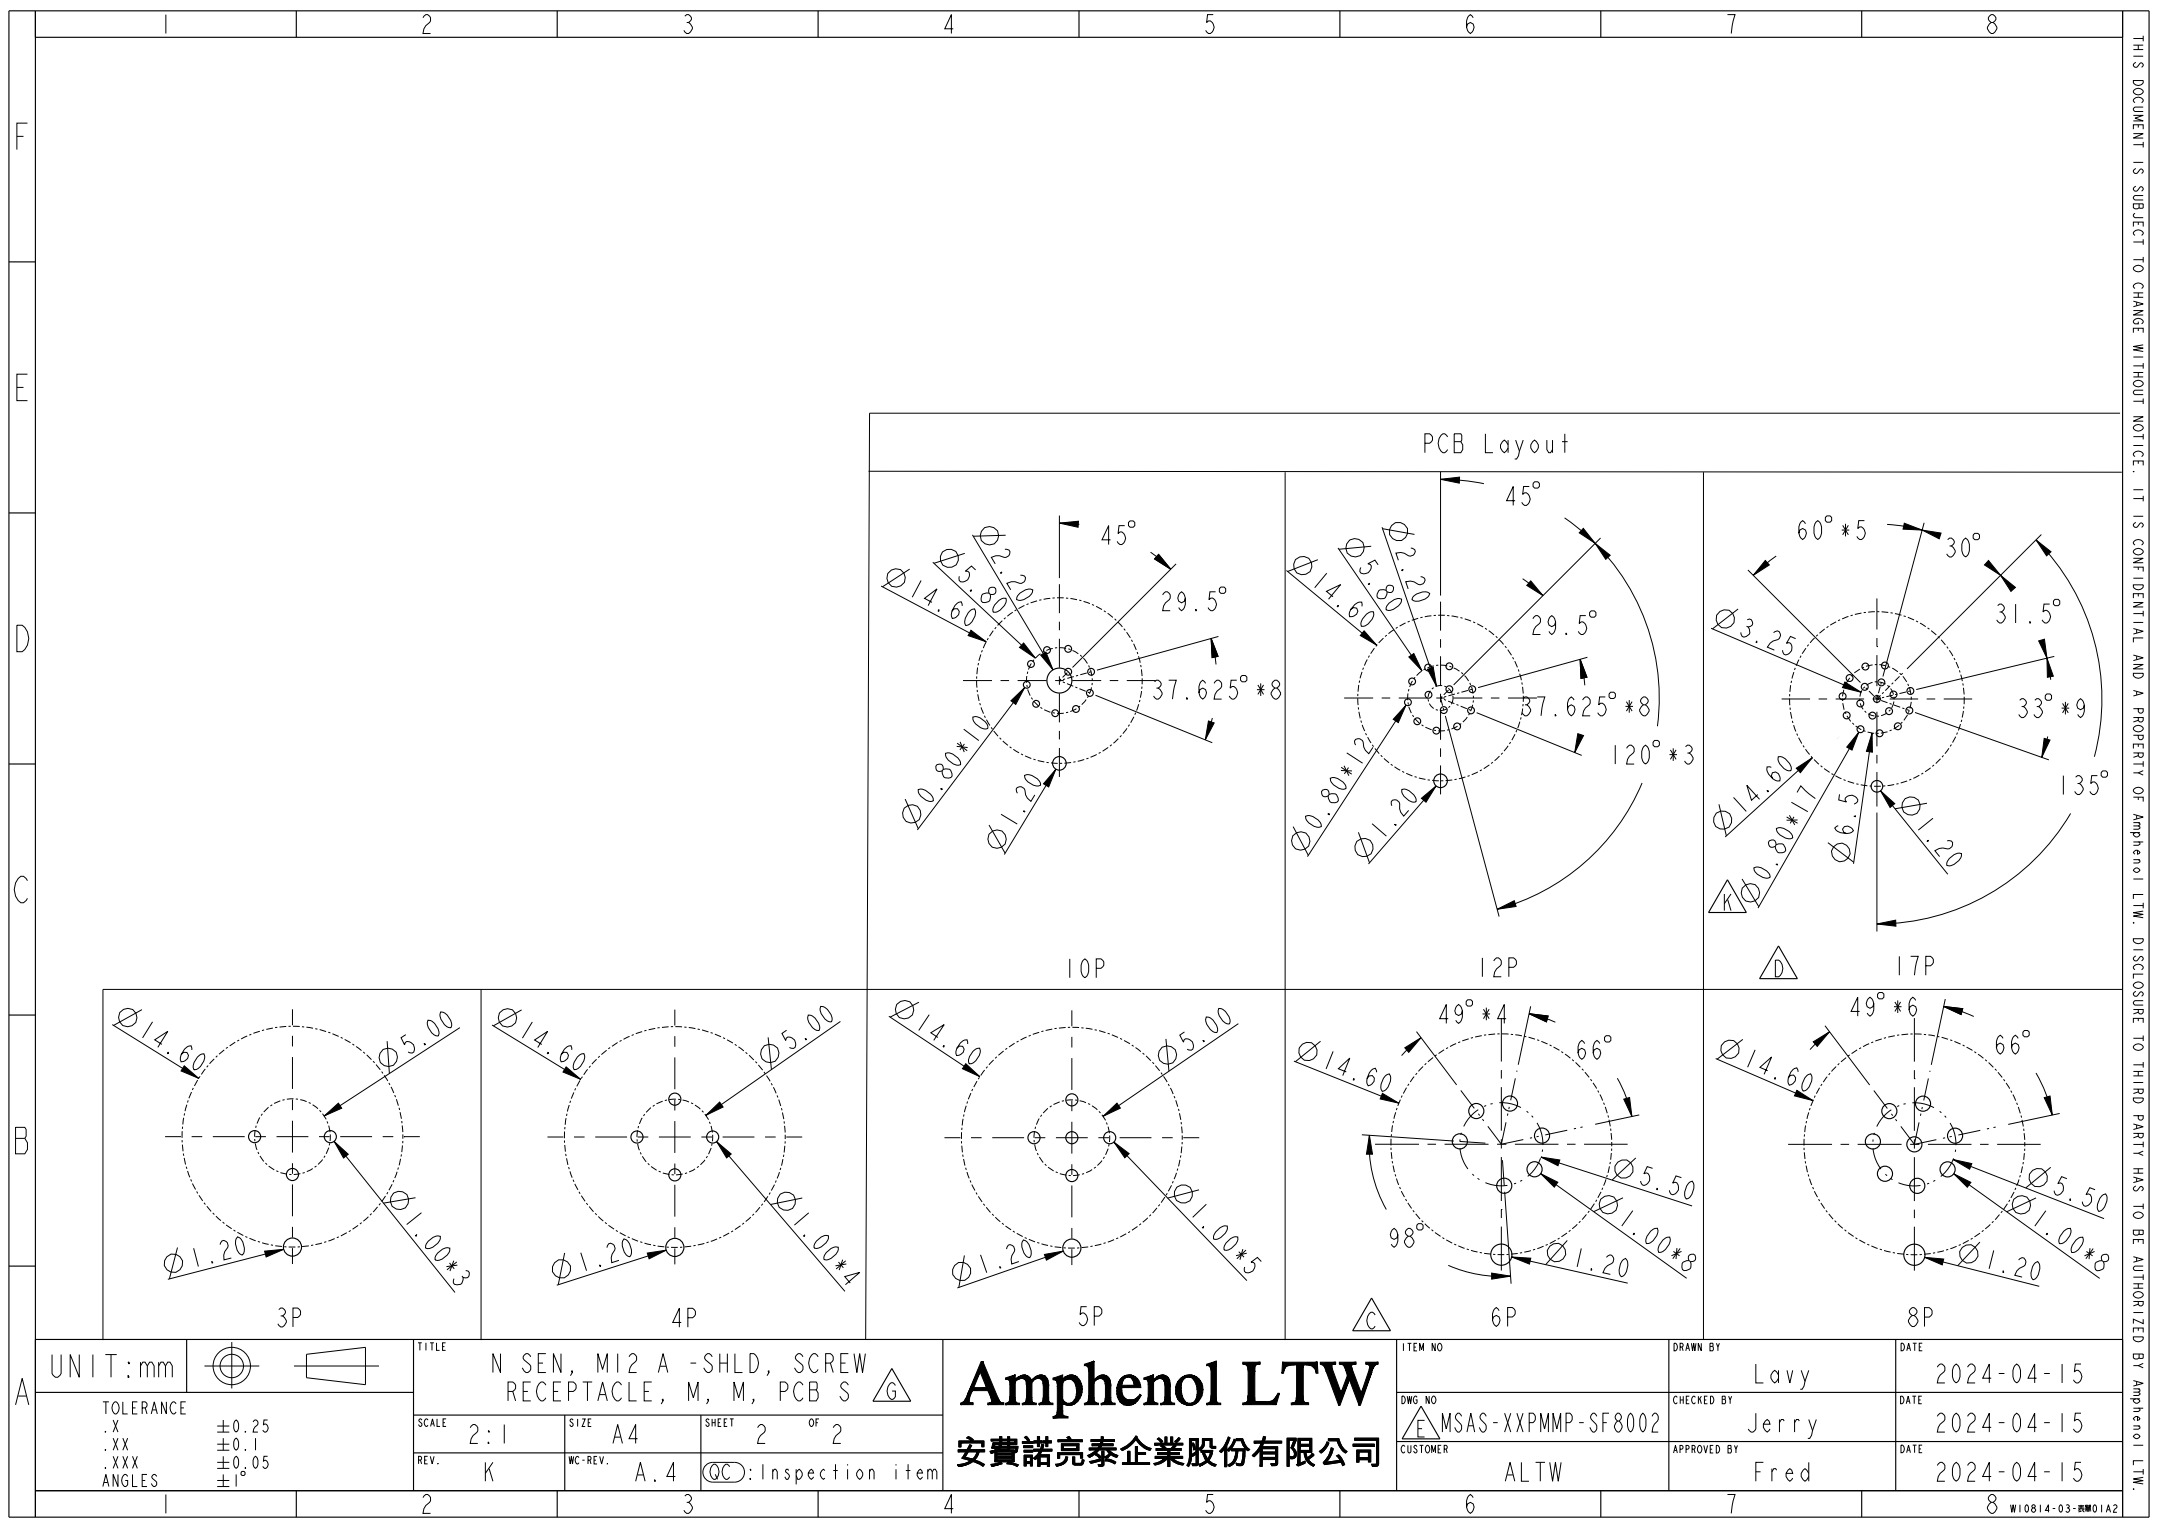 1 2 3 4 5 6 7 8
F
E
D
C
B
A
THIS DOCUMENT IS SUBJECT TO CHANGE WITHOUT NOTICE. IT IS CONFIDENTIAL AND A PROPERTY OF Amphenol LTW. DISCLOSURE TO THIRD PARTY HAS TO BE AUTHORIZED BY Amphenol LTW.
PCB Layout
45°
29.5°
37.625°*8
Ø2.20
Ø5.80
Ø14.60
Ø0.80*10
Ø1.20
10P
45°
29.5°
37.625°*8
120°*3
Ø2.20
Ø5.80
Ø14.60
Ø0.80*12
Ø1.20
12P
60°*5
30°
31.5°
33°*9
135°
Ø3.25
Ø14.60
Ø0.80*17
Ø6.5
Ø1.20
K
D
17P
Ø14.60
Ø5.00
Ø1.20
Ø1.00*3
3P
Ø14.60
Ø5.00
Ø1.20
Ø1.00*4
4P
Ø14.60
Ø5.00
Ø1.20
Ø1.00*5
5P
49°*4
66°
Ø14.60
98°
Ø5.50
Ø1.00*8
Ø1.20
C
6P
49°*6
66°
Ø14.60
Ø5.50
Ø1.00*8
Ø1.20
8P
UNIT:mm
TOLERANCE
.X ±0.25
.XX ±0.1
.XXX ±0.05
ANGLES ±1°
TITLE
N SEN, M12 A -SHLD, SCREW
RECEPTACLE, M, M, PCB S G
SCALE 2:1
SIZE A4
SHEET 2 OF 2
REV. K
WC-REV. A.4
QC:Inspection item
Amphenol LTW
安費諾亮泰企業股份有限公司
ITEM NO
DWG NO
E MSAS-XXPMMP-SF8002
CUSTOMER
ALTW
DRAWN BY
Lavy
CHECKED BY
Jerry
APPROVED BY
Fred
DATE
2024-04-15
DATE
2024-04-15
DATE
2024-04-15
1 2 3 4 5 6 7 8